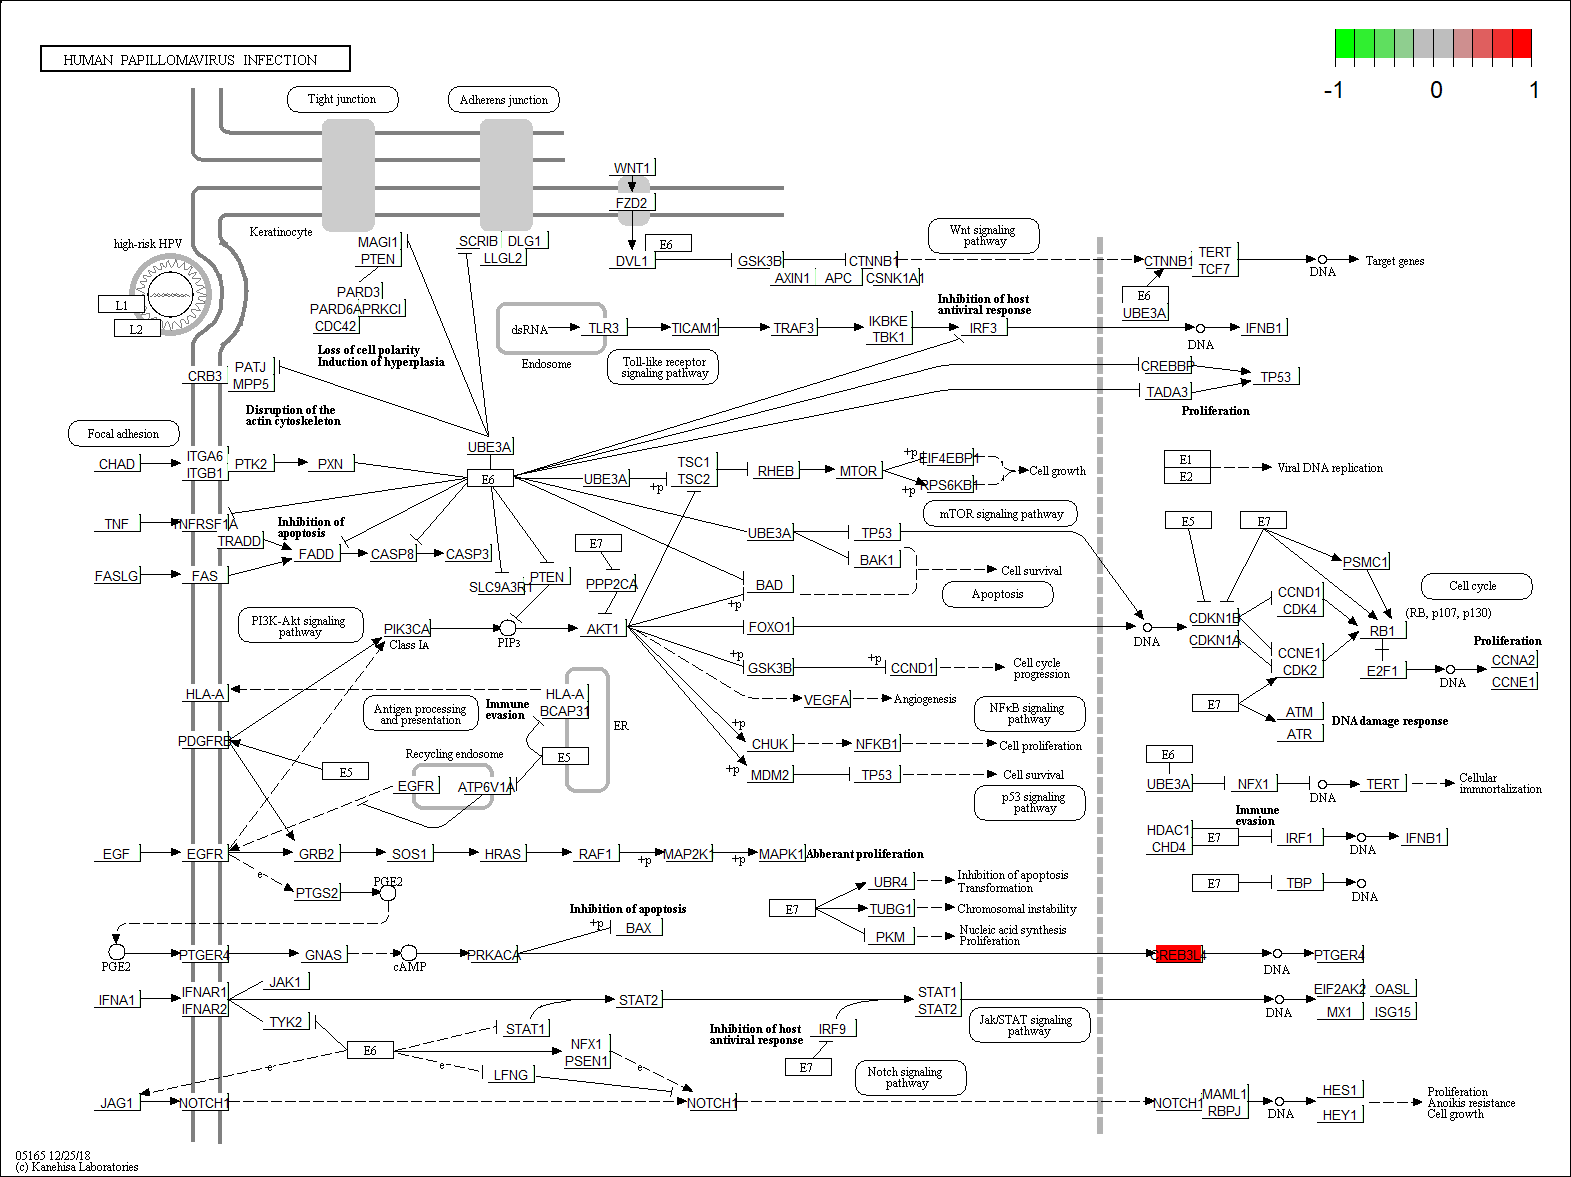 HUMAN PAPILLOMAVIRUS INFECTION
-1 0 1
Tight junction
Adherens junction
WNT1
FZD2
Keratinocyte
high-risk HPV
MAGI1
PTEN
SCRIB DLG1
LLGL2
E6
DVL1
GSK3B
CTNNB1
AXIN1 APC CSNK1A1
Wnt signaling
pathway
CTNNB1
TERT
TCF7
DNA
Target genes
E6
UBE3A
L1
L2
PARD3
PARD6A PRKCI
CDC42
Loss of cell polarity
Induction of hyperplasia
dsRNA
TLR3
TICAM1
TRAF3
IKBKE
TBK1
IRF3
Inhibition of host
antiviral response
DNA
IFNB1
Endosome
Toll-like receptor
signaling pathway
CRB3
PATJ
MPP5
CREBBP
TADA3
TP53
Proliferation
Disruption of the
actin cytoskeleton
Focal adhesion
CHAD
ITGA6
ITGB1
PTK2
PXN
UBE3A
E6
UBE3A
+p
TSC1
TSC2
RHEB
MTOR
+p
EIF4EBP1
+p
RPS6KB1
Cell growth
mTOR signaling pathway
E1
E2
Viral DNA replication
TNF
TNFRSF1A
TRADD
Inhibition of
apoptosis
FADD
CASP8
CASP3
FASLG
FAS
SLC9A3R1
PTEN
E7
PPP2CA
UBE3A
TP53
BAK1
BAD
+p
Cell survival
Apoptosis
E5
E7
PSMC1
Cell cycle
(RB, p107, p130)
PI3K-Akt signaling
pathway
PIK3CA
Class IA
PIP3
AKT1
FOXO1
DNA
CDKN1B
CDKN1A
CCND1
CDK4
CCNE1
CDK2
RB1
E2F1
DNA
Proliferation
CCNA2
CCNE1
+p
GSK3B
+p
CCND1
Cell cycle
progression
VEGFA
Angiogenesis
NFκB signaling
pathway
E7
ATM
ATR
DNA damage response
HLA-A
HLA-A
BCAP31
Immune
evasion
ER
Antigen processing
and presentation
PDGFRB
E5
Recycling endosome
EGFR
ATP6V1A
E5
+p
CHUK
NFKB1
Cell proliferation
+p
MDM2
TP53
Cell survival
p53 signaling
pathway
E6
UBE3A
NFX1
DNA
TERT
Cellular
immnortalization
Immune
evasion
HDAC1
CHD4
E7
IRF1
DNA
IFNB1
E7
TBP
DNA
EGF
EGFR
GRB2
SOS1
HRAS
RAF1
+p
MAP2K1
+p
MAPK1
Abberant proliferation
e
PTGS2
PGE2
E7
UBR4
Inhibition of apoptosis
Transformation
TUBG1
Chromosomal instability
PKM
Nucleic acid synthesis
Proliferation
Inhibition of apoptosis
+p
BAX
PGE2
PTGER4
GNAS
cAMP
PRKACA
CREB3L4
DNA
PTGER4
IFNA1
IFNAR1
IFNAR2
JAK1
TYK2
STAT2
STAT1
STAT1
STAT2
Inhibition of host
antiviral response
IRF9
E7
Jak/STAT signaling
pathway
DNA
EIF2AK2 OASL
MX1 ISG15
E6
NFX1
PSEN1
LFNG
e
e
e
Notch signaling
pathway
JAG1
NOTCH1
NOTCH1
NOTCH1
MAML1
RBPJ
DNA
HES1
HEY1
Proliferation
Anoikis resistance
Cell growth
05165 12/25/18
(c) Kanehisa Laboratories